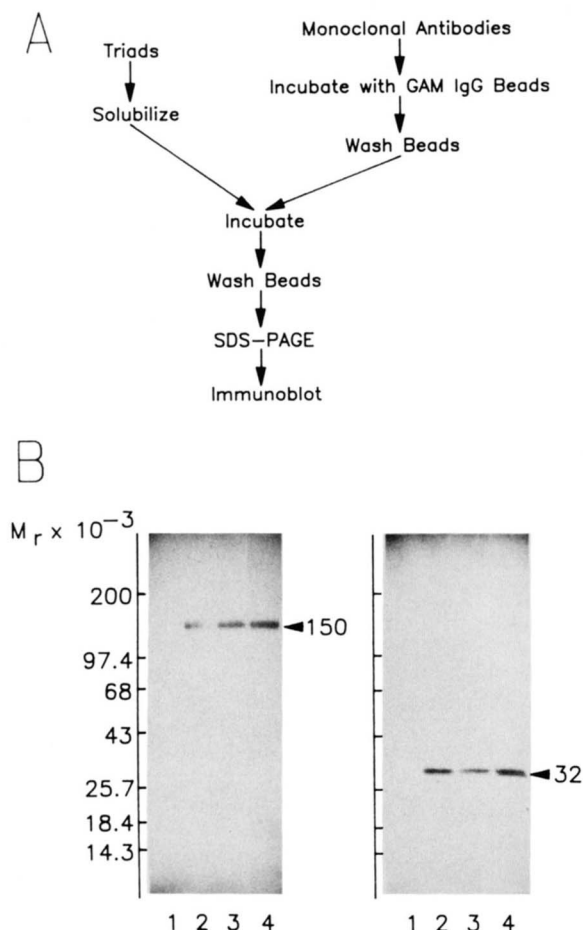 A
Triads
Solubilize
Monoclonal Antibodies
Incubate with GAM IgG Beads
Wash Beads
Incubate
Wash Beads
SDS-PAGE
Immunoblot
B
Mr x 10-3
200
97.4
68
43
25.7
18.4
14.3
150
32
1 2 3 4
1 2 3 4